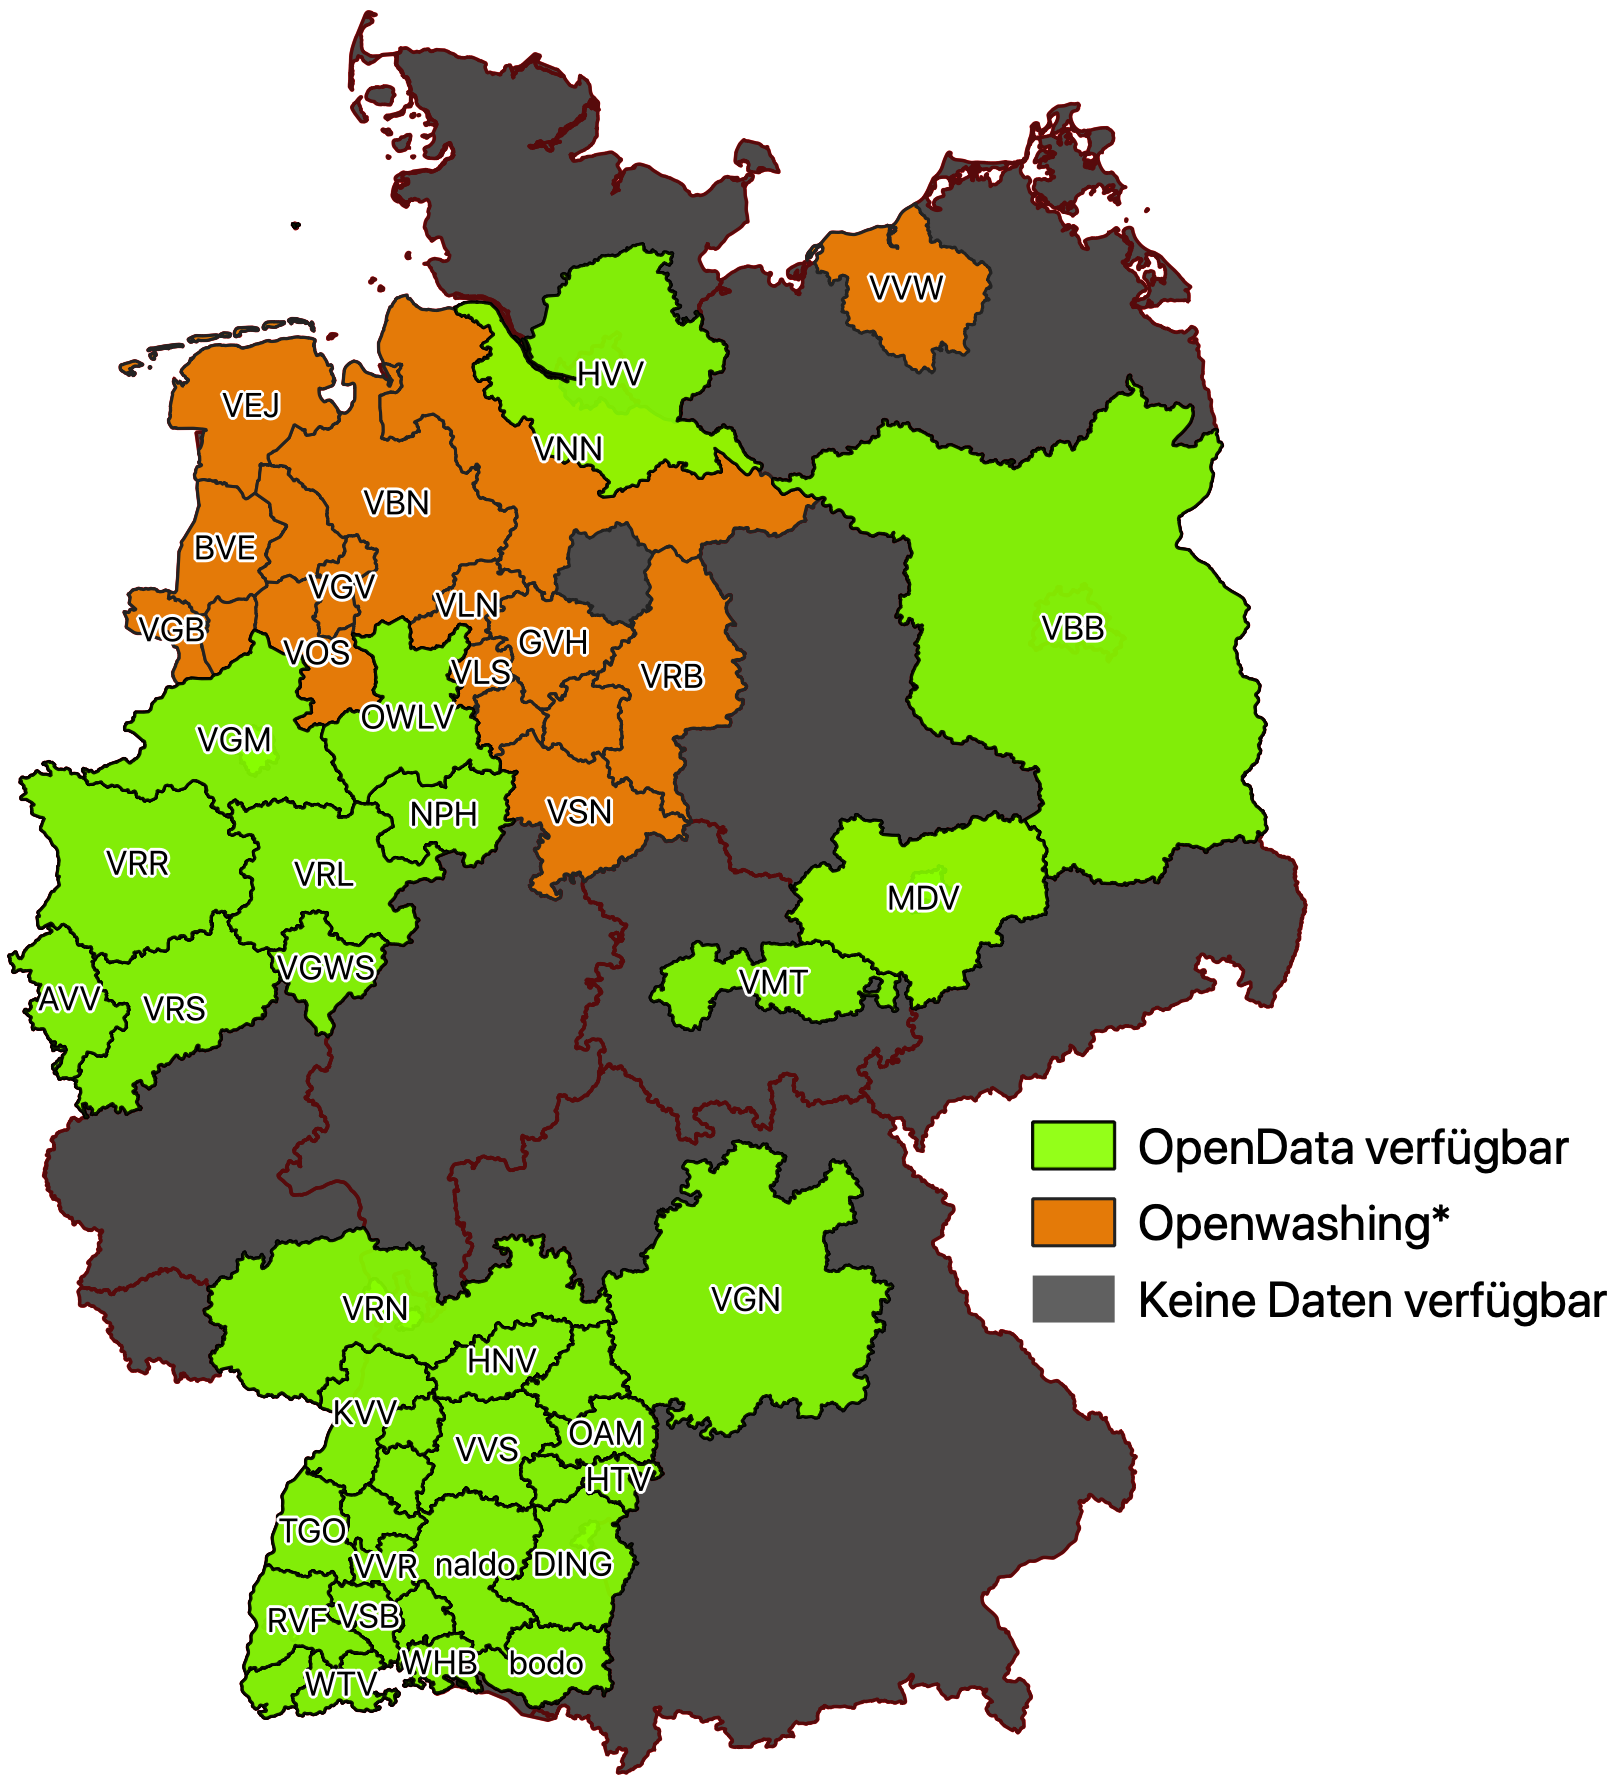 VVW
HVV
VEJ
VNN
VBN
BVE
VGV
VLN
VGB
GVH
VOS
VLS
VRB
VBB
OWLV
VGM
NPH
VSN
VRR
VRL
MDV
VGWS
VMT
AVV
VRS
OpenData verfügbar
Openwashing*
Keine Daten verfügbar
VGN
VRN
HNV
KVV
OAM
VVS
HTV
TGO
VVR
naldo
DING
RVF
VSB
WHB
bodo
WTV